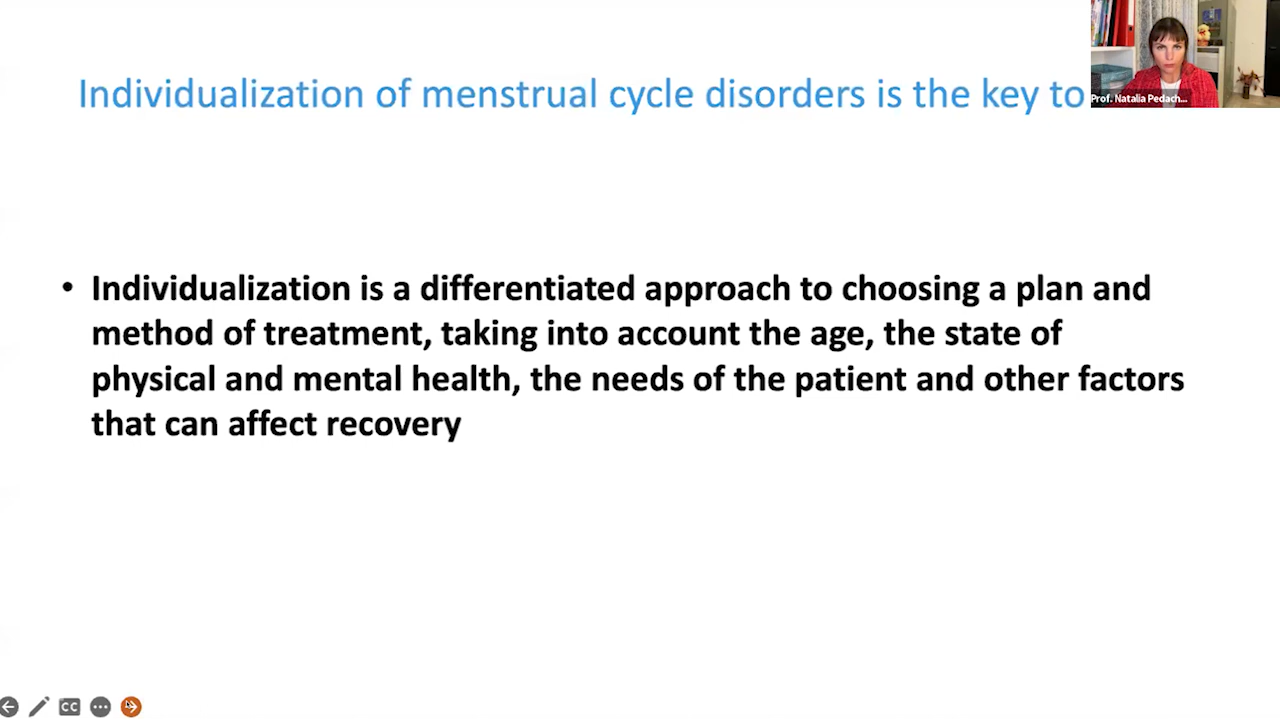 Individualization of menstrual cycle disorders is the key to
Prof. Natalia Pedach...
• Individualization is a differentiated approach to choosing a plan and
method of treatment, taking into account the age, the state of
physical and mental health, the needs of the patient and other factors
that can affect recovery
CC